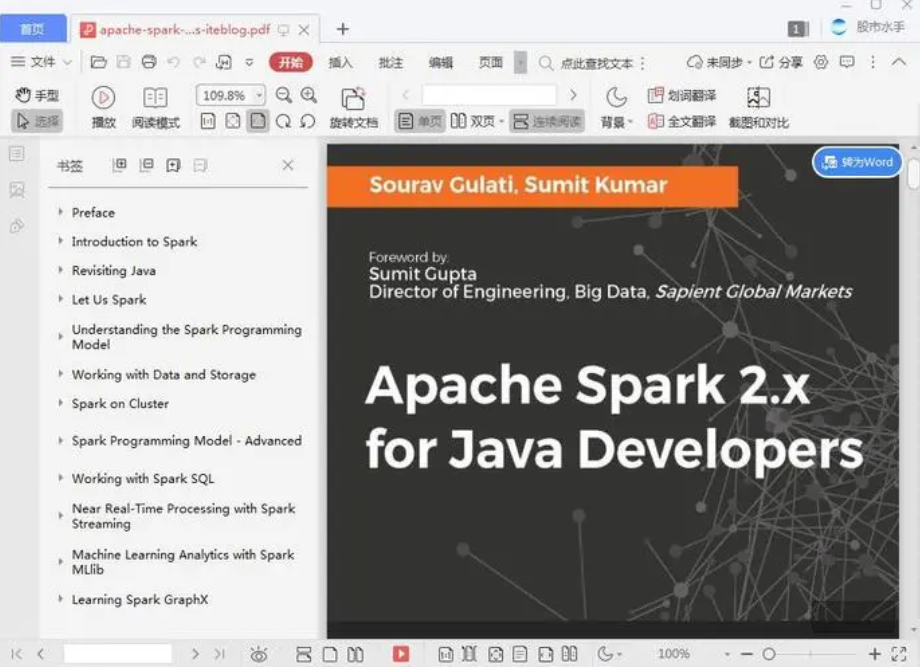 首页
apache-spark-...s-iteblog.pdf
1
股市水手
文件
开始
插入
批注
编辑
页面
点此查找文本
未同步
分享
手型
109.8%
划词翻译
选择
播放
阅读模式
旋转文档
单页
双页
连续阅读
背景
全文翻译
截图和对比
书签
转为Word
Preface
Introduction to Spark
Revisiting Java
Let Us Spark
Understanding the Spark Programming
Model
Working with Data and Storage
Spark on Cluster
Spark Programming Model - Advanced
Working with Spark SQL
Near Real-Time Processing with Spark
Streaming
Machine Learning Analytics with Spark
MLlib
Learning Spark GraphX
Sourav Gulati, Sumit Kumar
Foreword by:
Sumit Gupta
Director of Engineering, Big Data, Sapient Global Markets
Apache Spark 2.x
for Java Developers
100%